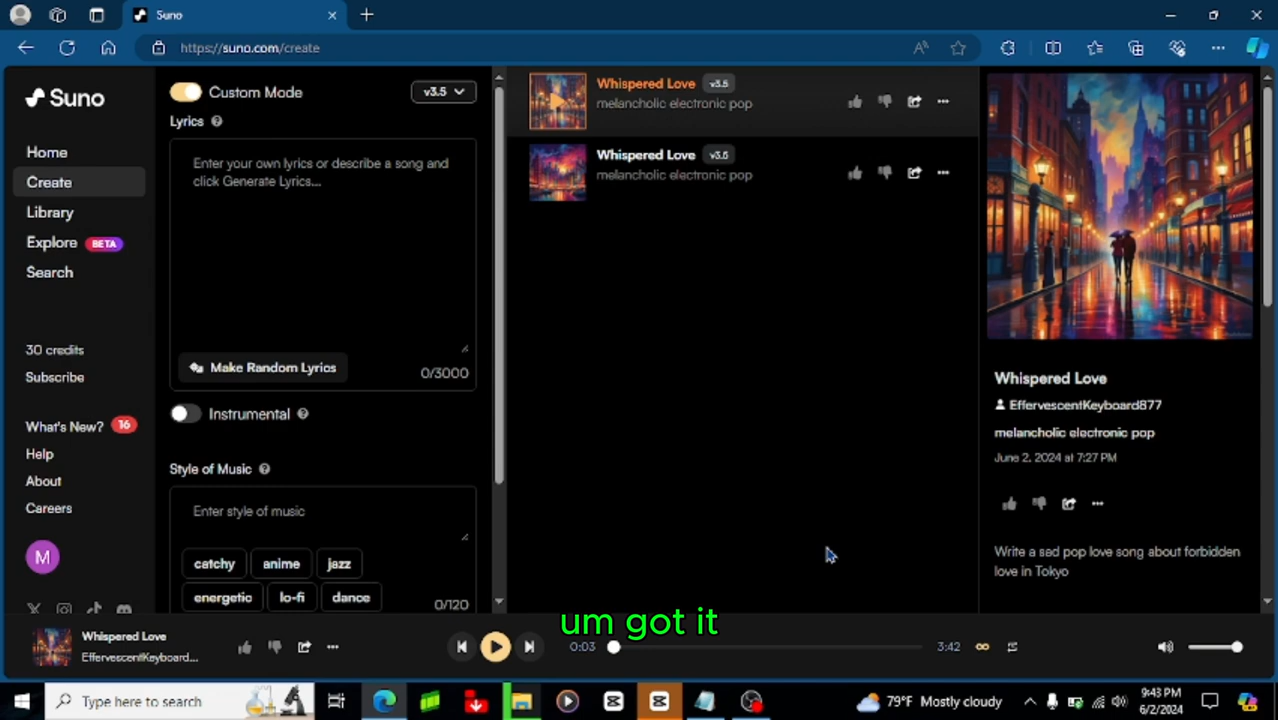 Suno
https://suno.com/create
Suno
Home
Create
Library
Explore BETA
Search
30 credits
Subscribe
What's New? 16
Help
About
Careers
M
Custom Mode
v3.5
Lyrics
Enter your own lyrics or describe a song and
click Generate Lyrics...
Make Random Lyrics
0/3000
Instrumental
Style of Music
Enter style of music
catchy anime jazz
energetic lo-fi dance
0/120
Whispered Love v3.5
melancholic electronic pop
Whispered Love v3.5
melancholic electronic pop
Whispered Love
EffervescentKeyboard877
melancholic electronic pop
June 2, 2024 at 7:27 PM
Write a sad pop love song about forbidden
love in Tokyo
um got it
Whispered Love
EffervescentKeyboard...
0:03
3:42
Type here to search
79°F Mostly cloudy
9:43 PM
6/2/2024